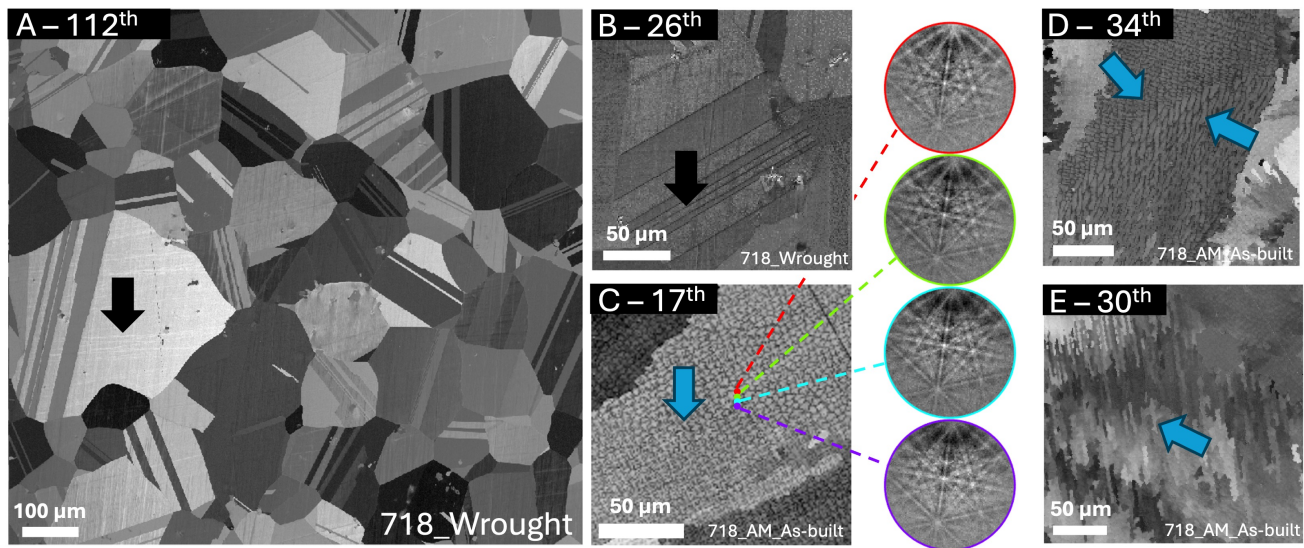 A – 112th
100 µm
718_Wrought
B – 26th
50 µm
718_Wrought
C – 17th
50 µm
718_AM_As-built
D – 34th
50 µm
718_AM_As-built
E – 30th
50 µm
718_AM_As-built